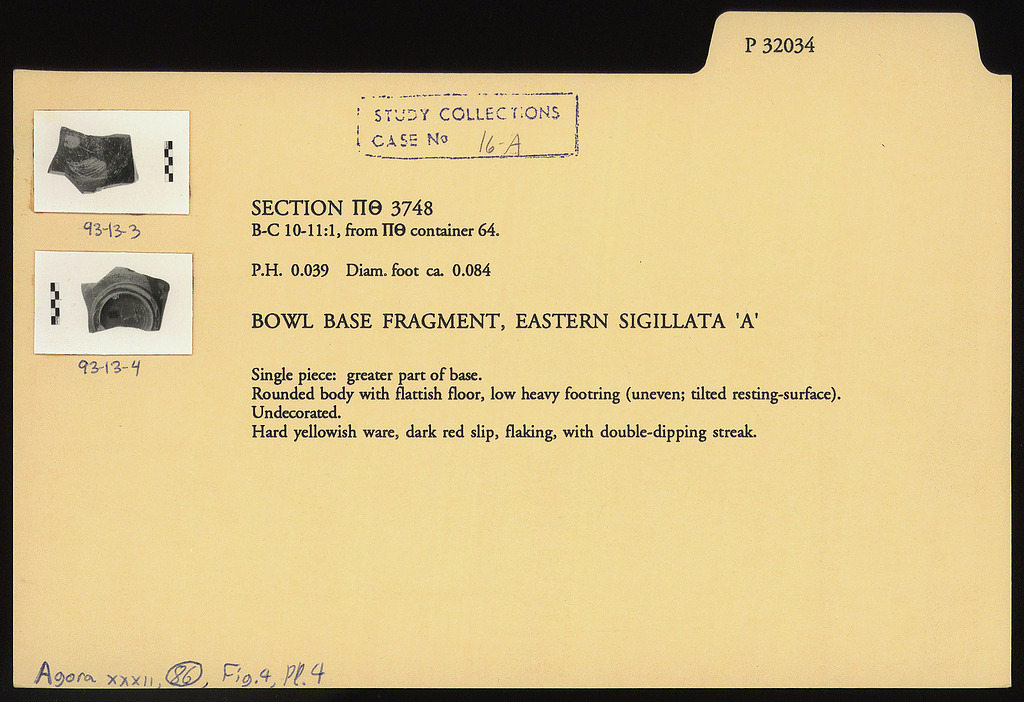 P 32034
STUDY COLLECTIONS
CASE No 16-A
93-13-3
93-13-4
SECTION ΠΘ 3748
B-C 10-11:1, from ΠΘ container 64.
P.H. 0.039 Diam. foot ca. 0.084
BOWL BASE FRAGMENT, EASTERN SIGILLATA 'A'
Single piece: greater part of base.
Rounded body with flattish floor, low heavy footring (uneven; tilted resting-surface).
Undecorated.
Hard yellowish ware, dark red slip, flaking, with double-dipping streak.
Agora xxxii, 86, Fig.4, Pl.4